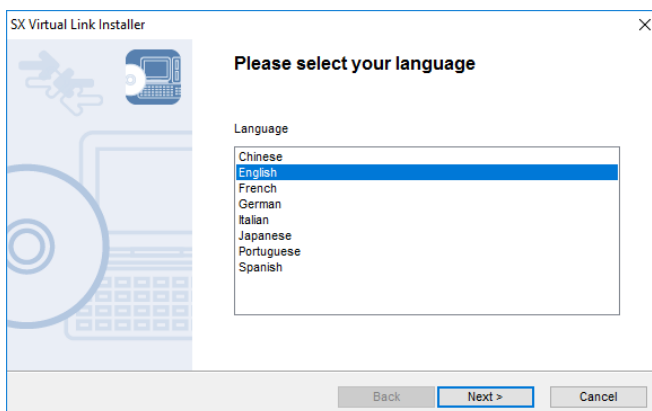 SX Virtual Link Installer
Please select your language
Language
Chinese
English
French
German
Italian
Japanese
Portuguese
Spanish
Back Next > Cancel